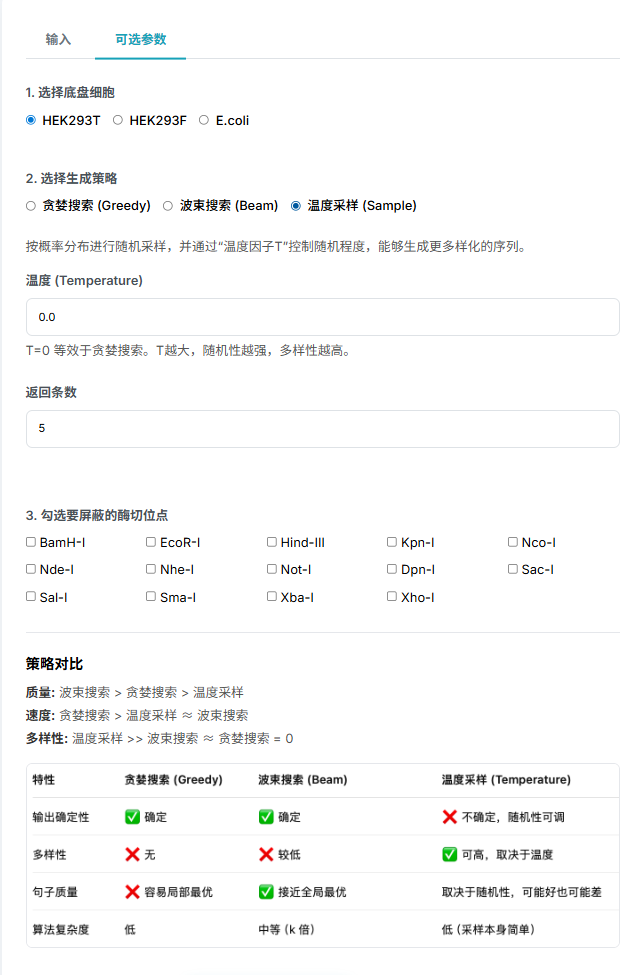 输入 可选参数
1. 选择底盘细胞
HEK293T HEK293F E.coli
2. 选择生成策略
贪婪搜索 (Greedy) 波束搜索 (Beam) 温度采样 (Sample)
按概率分布进行随机采样，并通过“温度因子T”控制随机程度，能够生成更多样化的序列。
温度 (Temperature)
0.0
T=0 等效于贪婪搜索。T越大，随机性越强，多样性越高。
返回条数
5
3. 勾选要屏蔽的酶切位点
BamH-I EcoR-I Hind-III Kpn-I Nco-I
Nde-I Nhe-I Not-I Dpn-I Sac-I
Sal-I Sma-I Xba-I Xho-I
策略对比
质量: 波束搜索 > 贪婪搜索 > 温度采样
速度: 贪婪搜索 > 温度采样 ≈ 波束搜索
多样性: 温度采样 >> 波束搜索 ≈ 贪婪搜索 = 0
特性 贪婪搜索 (Greedy) 波束搜索 (Beam) 温度采样 (Temperature)
输出确定性 ✅ 确定 ✅ 确定 ❌ 不确定，随机性可调
多样性 ❌ 无 ❌ 较低 ✅ 可高，取决于温度
句子质量 ❌ 容易局部最优 ✅ 接近全局最优 取决于随机性，可能好也可能差
算法复杂度 低 中等 (k 倍) 低 (采样本身简单)